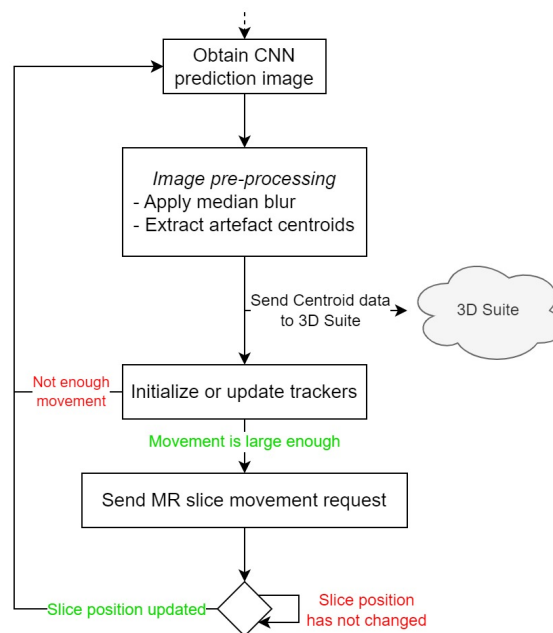 Obtain CNN
prediction image
Image pre-processing
- Apply median blur
- Extract artefact centroids
Send Centroid data
to 3D Suite
3D Suite
Not enough
movement
Initialize or update trackers
Movement is large enough
Send MR slice movement request
Slice position updated
Slice position
has not changed